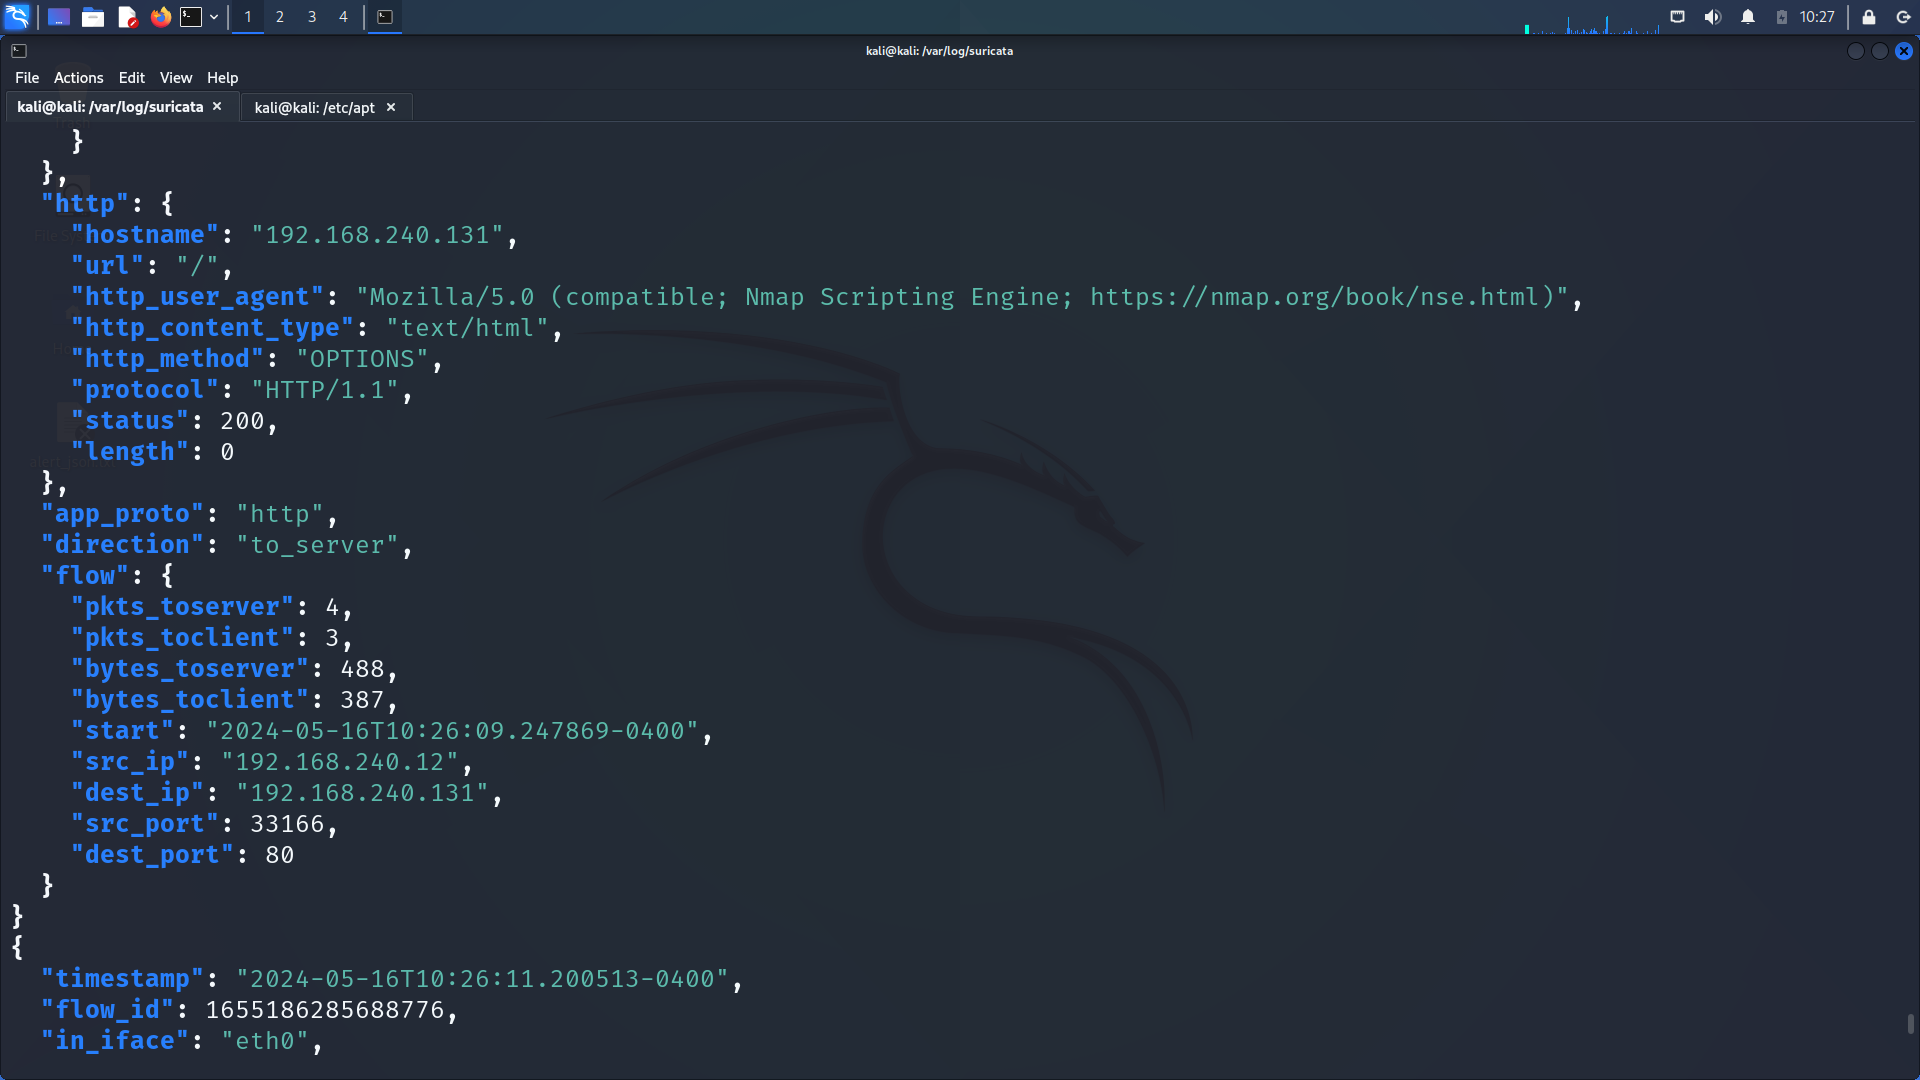 1 2 3 4
10:27
kali@kali: /var/log/suricata
File Actions Edit View Help
kali@kali: /var/log/suricata kali@kali: /etc/apt
}
},
"http": {
"hostname": "192.168.240.131",
"url": "/",
"http_user_agent": "Mozilla/5.0 (compatible; Nmap Scripting Engine; https://nmap.org/book/nse.html)",
"http_content_type": "text/html",
"http_method": "OPTIONS",
"protocol": "HTTP/1.1",
"status": 200,
"length": 0
},
"app_proto": "http",
"direction": "to_server",
"flow": {
"pkts_toserver": 4,
"pkts_toclient": 3,
"bytes_toserver": 488,
"bytes_toclient": 387,
"start": "2024-05-16T10:26:09.247869-0400",
"src_ip": "192.168.240.12",
"dest_ip": "192.168.240.131",
"src_port": 33166,
"dest_port": 80
}
}
{
"timestamp": "2024-05-16T10:26:11.200513-0400",
"flow_id": 1655186285688776,
"in_iface": "eth0",